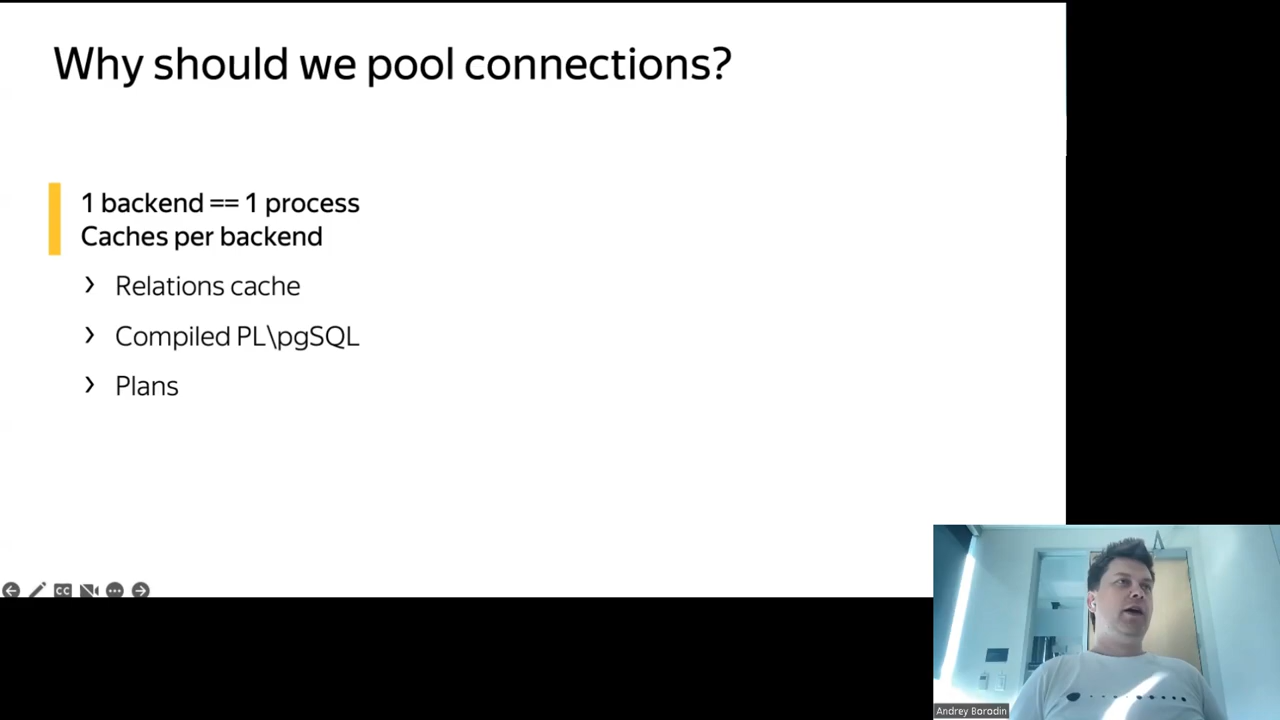 Why should we pool connections?
1 backend == 1 process
Caches per backend
› Relations cache
› Compiled PL\pgSQL
› Plans
CC
Andrey Borodin